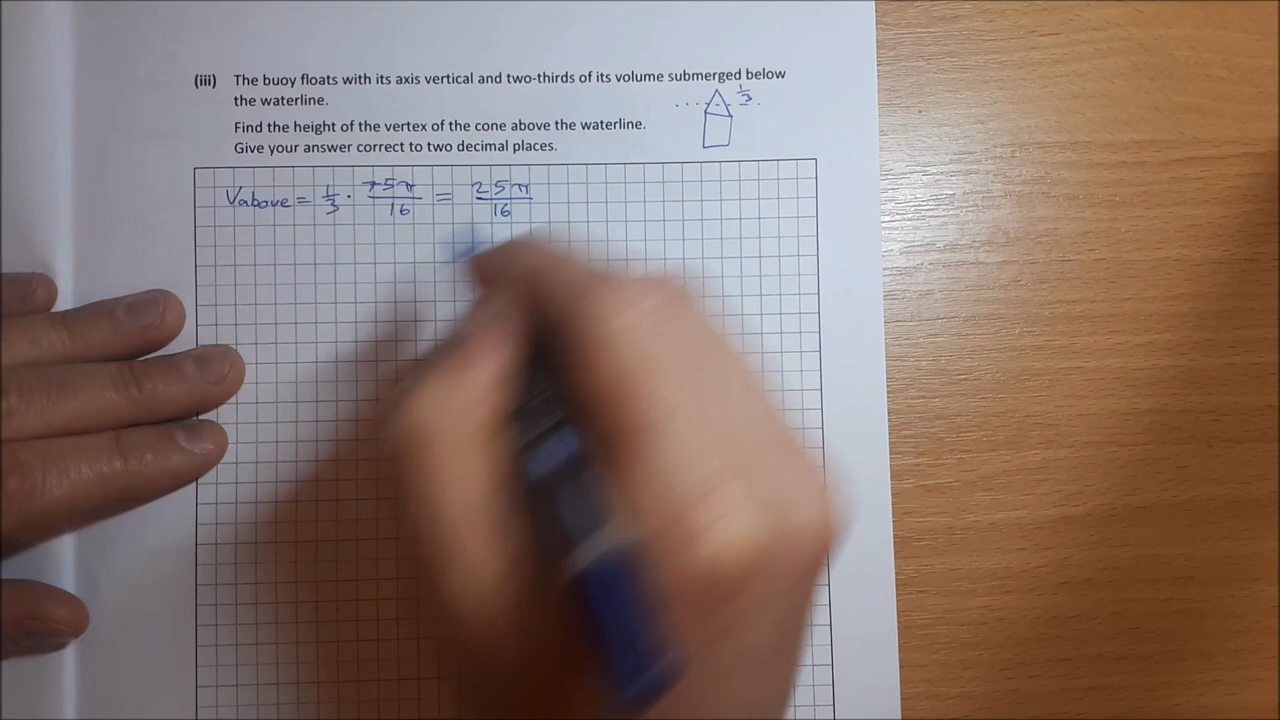 (iii) The buoy floats with its axis vertical and two-thirds of its volume submerged below
the waterline.
1/3
Find the height of the vertex of the cone above the waterline.
Give your answer correct to two decimal places.
Vabove = 1/3 · 75π/16 = 25π/16